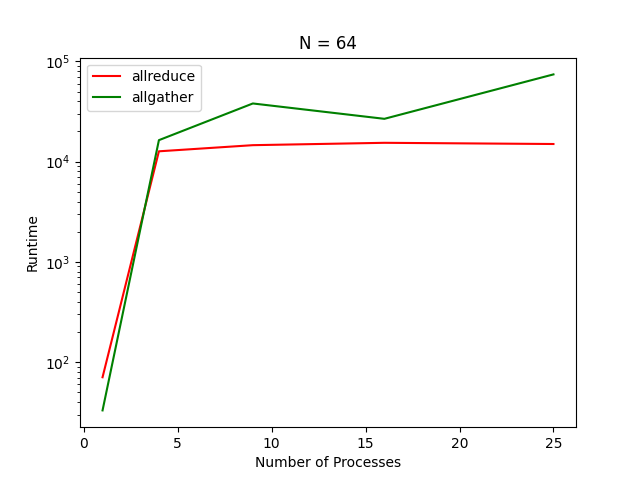 N = 64
allreduce
allgather
10^5
10^4
10^3
10^2
Runtime
0 5 10 15 20 25
Number of Processes